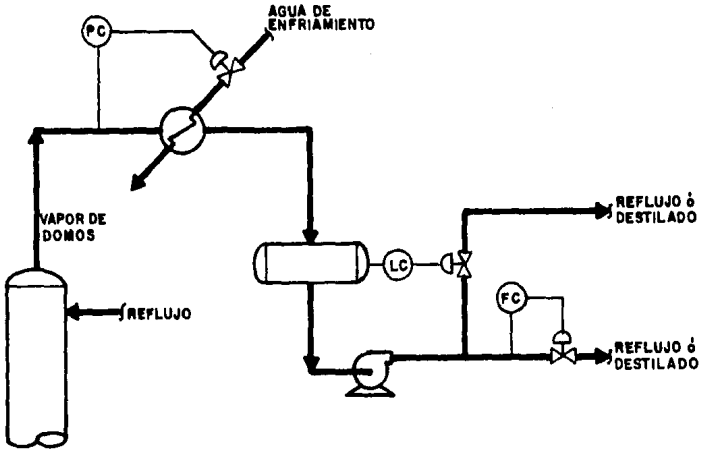 AGUA DE
ENFRIAMIENTO
PC
REFLUJO ó
DESTILADO
VAPOR DE
DOMOS
LC
REFLUJO
FC
REFLUJO ó
DESTILADO